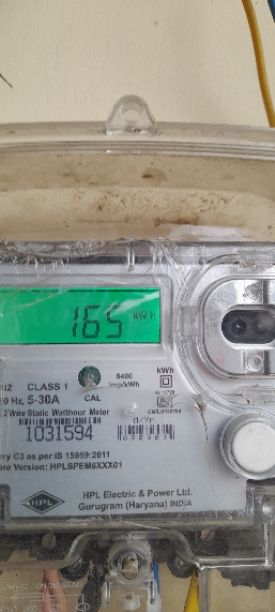 165 kWh
CLASS 1
5-30A
CAL
6400
imp/kWh
kWh
2 Wire Static Watthour Meter
1031594
C3 as per IS 15959:2011
Version: HPLSPEM6XXX01
HPL
HPL Electric & Power Ltd.
Gurugram (Haryana) INDIA